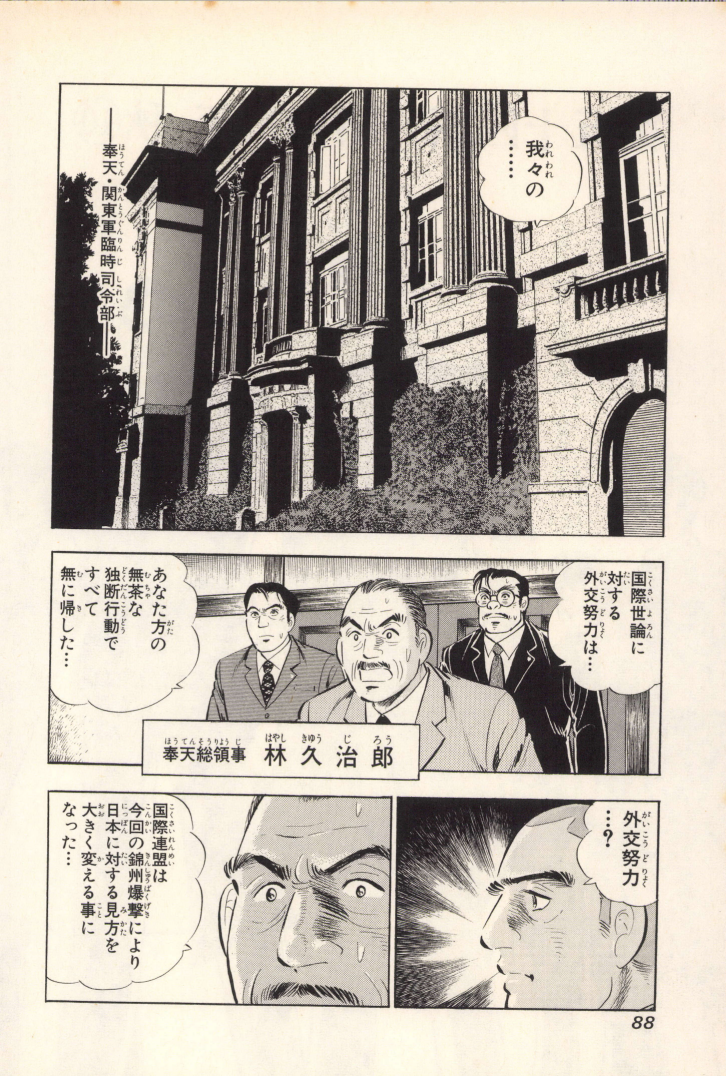 奉天・関東軍臨時司令部
我々の
………
国際世論に
対する
外交努力は…
あなた方の
無茶な
独断行動で
すべて
無に帰した…
奉天総領事 林久治郎
外交努力
…?
国際連盟は
今回の錦州爆撃により
日本に対する見方を
大きく変える事に
なった…
88